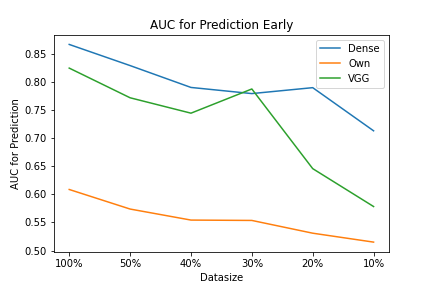 AUC for Prediction Early
Dense
Own
VGG
AUC for Prediction
0.85
0.80
0.75
0.70
0.65
0.60
0.55
0.50
100% 50% 40% 30% 20% 10%
Datasize